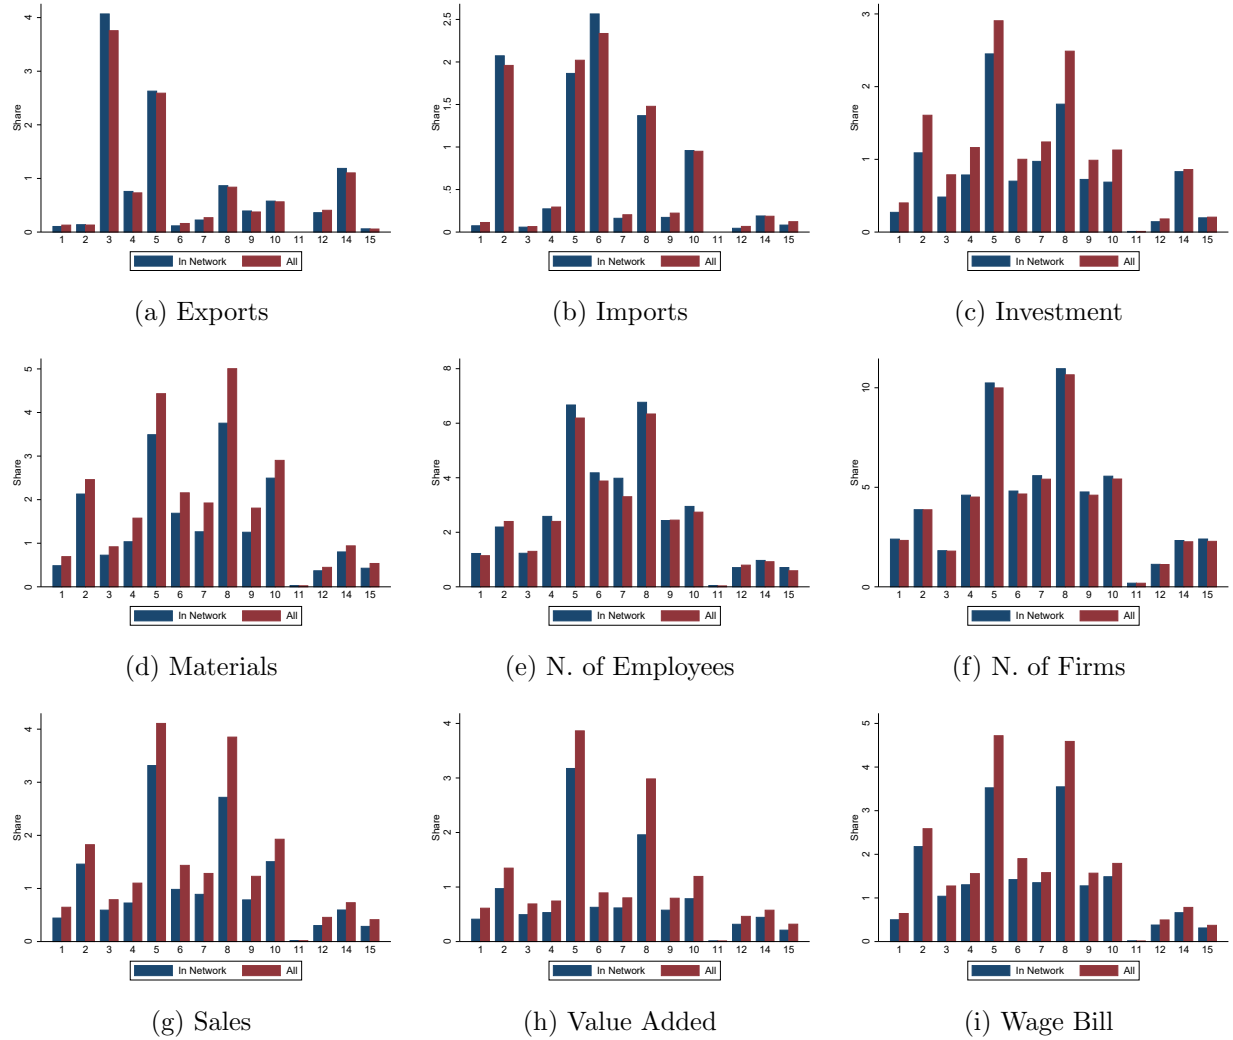 4
3
2
1
0
Share
1 2 3 4 5 6 7 8 9 10 11 12 14 15
In Network All
(a) Exports
2.5
2
1.5
1
.5
0
Share
1 2 3 4 5 6 7 8 9 10 11 12 14 15
In Network All
(b) Imports
3
2
1
0
Share
1 2 3 4 5 6 7 8 9 10 11 12 14 15
In Network All
(c) Investment
5
4
3
2
1
0
Share
1 2 3 4 5 6 7 8 9 10 11 12 14 15
In Network All
(d) Materials
8
6
4
2
0
Share
1 2 3 4 5 6 7 8 9 10 11 12 14 15
In Network All
(e) N. of Employees
10
5
0
Share
1 2 3 4 5 6 7 8 9 10 11 12 14 15
In Network All
(f) N. of Firms
4
3
2
1
0
Share
1 2 3 4 5 6 7 8 9 10 11 12 14 15
In Network All
(g) Sales
4
3
2
1
0
Share
1 2 3 4 5 6 7 8 9 10 11 12 14 15
In Network All
(h) Value Added
5
4
3
2
1
0
Share
1 2 3 4 5 6 7 8 9 10 11 12 14 15
In Network All
(i) Wage Bill